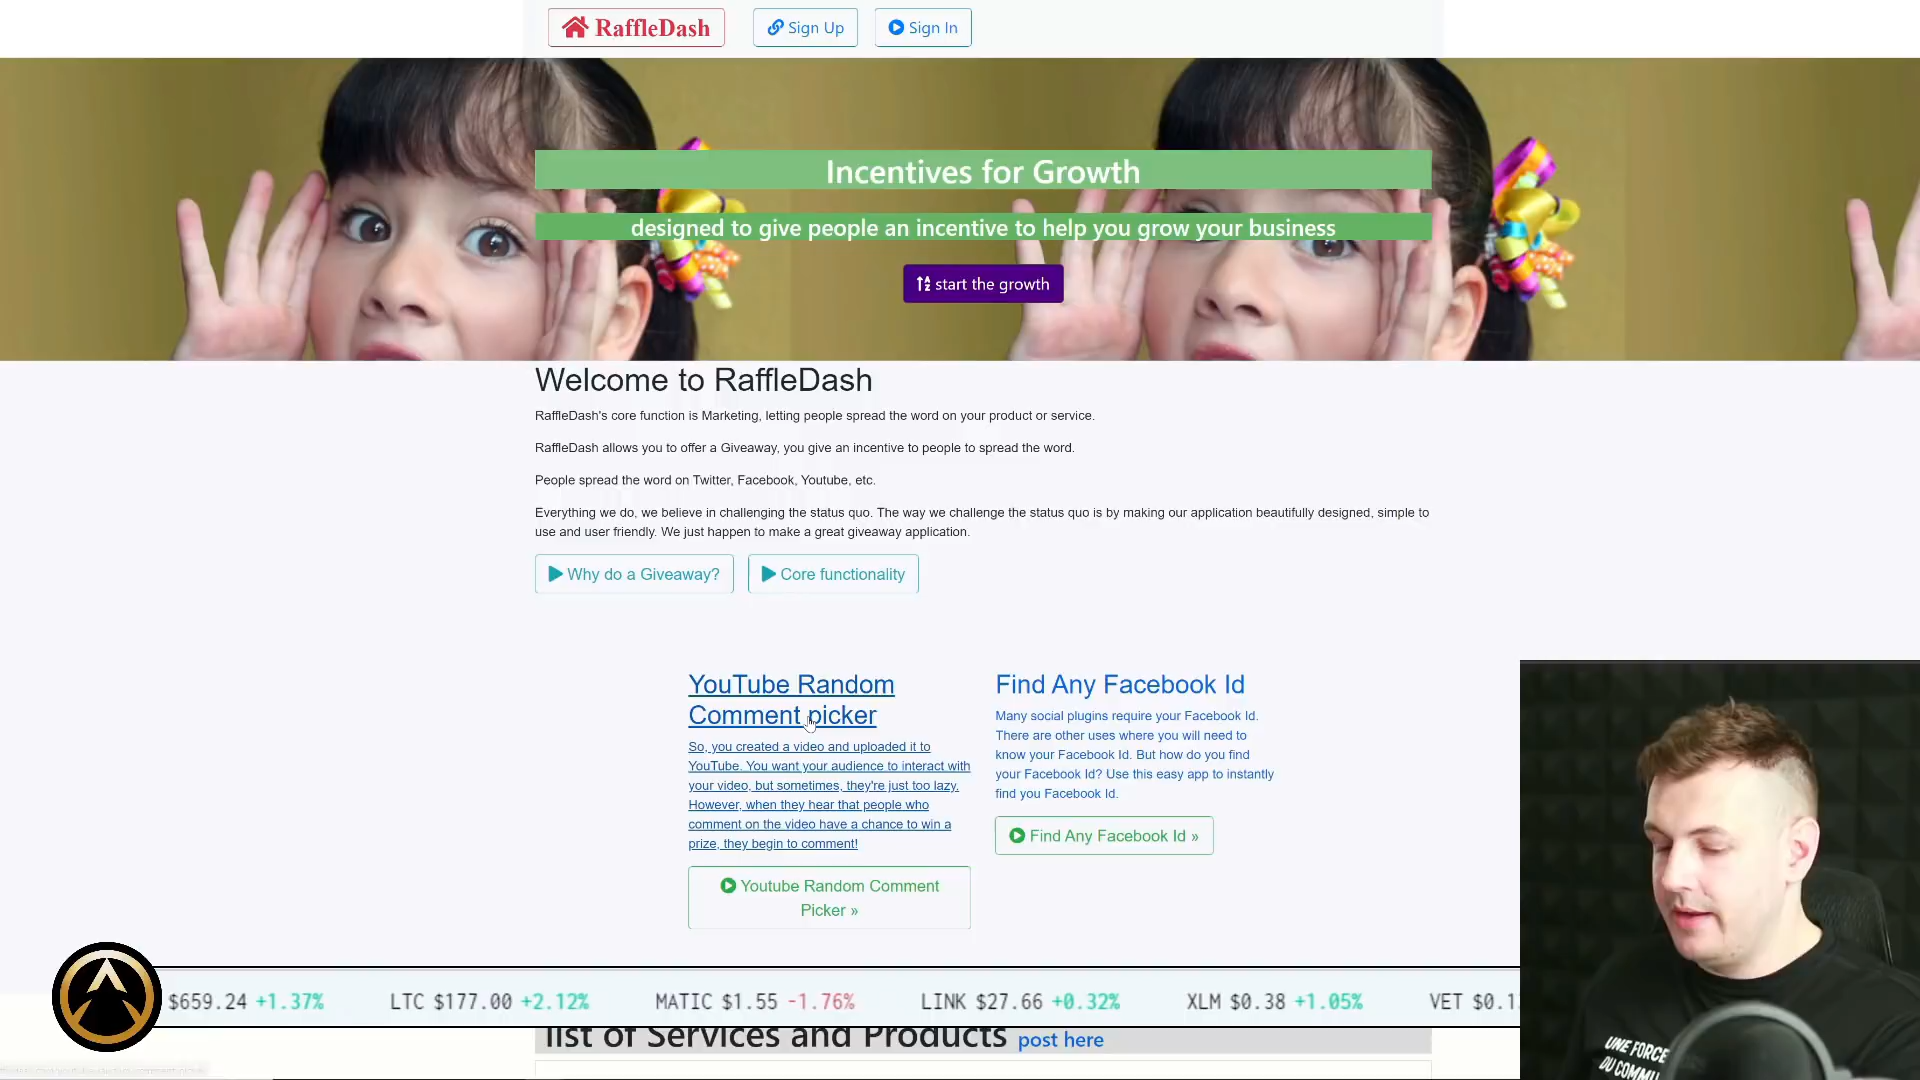 RaffleDash
Sign Up
Sign In
Incentives for Growth
designed to give people an incentive to help you grow your business
start the growth
Welcome to RaffleDash
RaffleDash's core function is Marketing, letting people spread the word on your product or service.
RaffleDash allows you to offer a Giveaway, you give an incentive to people to spread the word.
People spread the word on Twitter, Facebook, Youtube, etc.
Everything we do, we believe in challenging the status quo. The way we challenge the status quo is by making our application beautifully designed, simple to
use and user friendly. We just happen to make a great giveaway application.
Why do a Giveaway?
Core functionality
YouTube Random
Comment picker
So, you created a video and uploaded it to
YouTube. You want your audience to interact with
your video, but sometimes, they're just too lazy.
However, when they hear that people who
comment on the video have a chance to win a
prize, they begin to comment!
Youtube Random Comment
Picker »
Find Any Facebook Id
Many social plugins require your Facebook Id.
There are other uses where you will need to
know your Facebook Id. But how do you find
your Facebook Id? Use this easy app to instantly
find you Facebook Id.
Find Any Facebook Id »
$659.24 +1.37% LTC $177.00 +2.12% MATIC $1.55 -1.76% LINK $27.66 +0.32% XLM $0.38 +1.05% VET $0.1
list of Services and Products post here
UNE FORCE
DU COMMU